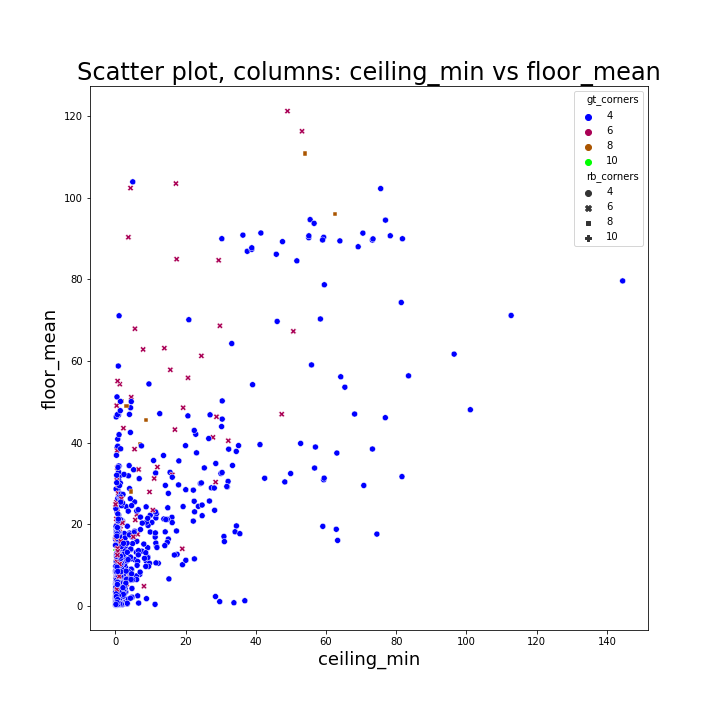 Scatter plot, columns: ceiling_min vs floor_mean
gt_corners
4
6
8
10
rb_corners
4
6
8
10
120
100
80
60
40
20
0
floor_mean
0 20 40 60 80 100 120 140
ceiling_min